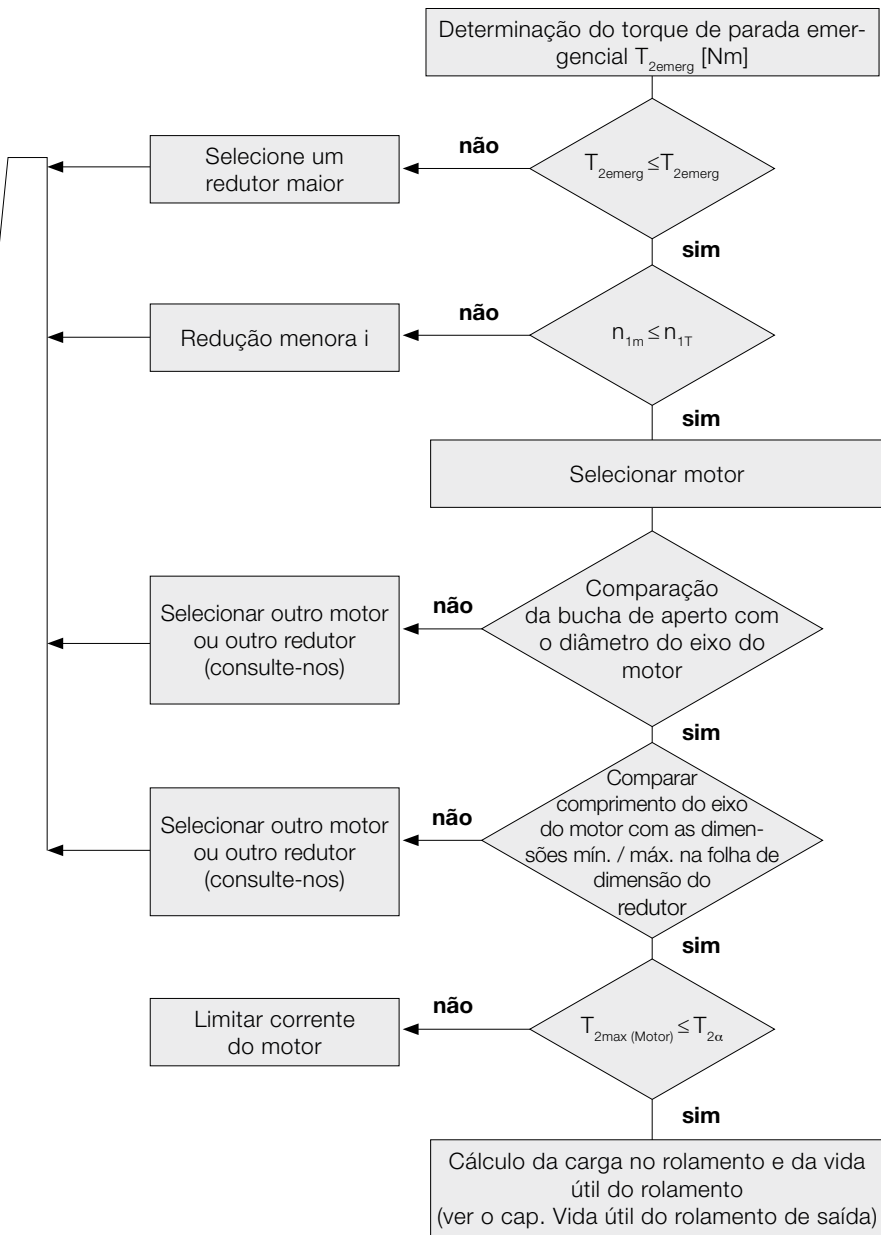 Determinação do torque de parada emer-
gencial T2emerg [Nm]
não
Selecione um
redutor maior
T2emerg ≤ T2emerg
sim
não
Redução menora i
n1m ≤ n1T
sim
Selecionar motor
Comparação
da bucha de aperto com
o diâmetro do eixo do
motor
não
Selecionar outro motor
ou outro redutor
(consulte-nos)
sim
Comparar
comprimento do eixo
do motor com as dimen-
sões mín. / máx. na folha de
dimensão do
redutor
não
Selecionar outro motor
ou outro redutor
(consulte-nos)
sim
não
Limitar corrente
do motor
T2max (Motor) ≤ T2α
sim
Cálculo da carga no rolamento e da vida
útil do rolamento
(ver o cap. Vida útil do rolamento de saída)